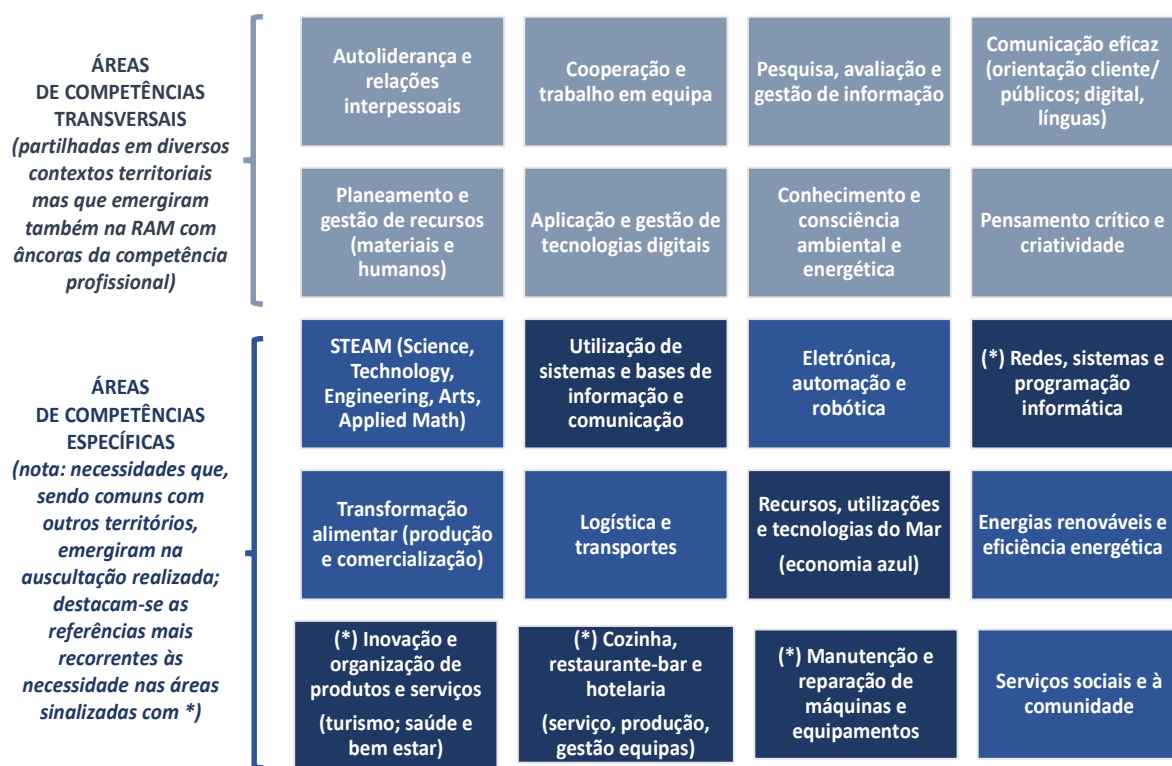 ÁREAS
DE COMPETÊNCIAS
TRANSVERSAIS
(partilhadas em diversos
contextos territoriais
mas que emergiram
também na RAM com
âncoras da competência
profissional)
Autoliderança e
relações
interpessoais
Cooperação e
trabalho em equipa
Pesquisa, avaliação e
gestão de informação
Comunicação eficaz
(orientação cliente/
públicos; digital,
línguas)
Planeamento e
gestão de recursos
(materiais e
humanos)
Aplicação e gestão de
tecnologias digitais
Conhecimento e
consciência
ambiental e
energética
Pensamento crítico e
criatividade
ÁREAS
DE COMPETÊNCIAS
ESPECÍFICAS
(nota: necessidades que,
sendo comuns com
outros territórios,
emergiram na
auscultação realizada;
destacam-se as
referências mais
recorrentes às
necessidade nas áreas
sinalizadas com *)
STEAM (Science,
Technology,
Engineering, Arts,
Applied Math)
Utilização de
sistemas e bases de
informação e
comunicação
Eletrónica,
automação e
robótica
(*) Redes, sistemas e
programação
informática
Transformação
alimentar (produção
e comercialização)
Logística e
transportes
Recursos, utilizações
e tecnologias do Mar
(economia azul)
Energias renováveis e
eficiência energética
(*) Inovação e
organização de
produtos e serviços
(turismo; saúde e
bem estar)
(*) Cozinha,
restaurante-bar e
hotelaria
(serviço, produção,
gestão equipas)
(*) Manutenção e
reparação de
máquinas e
equipamentos
Serviços sociais e à
comunidade